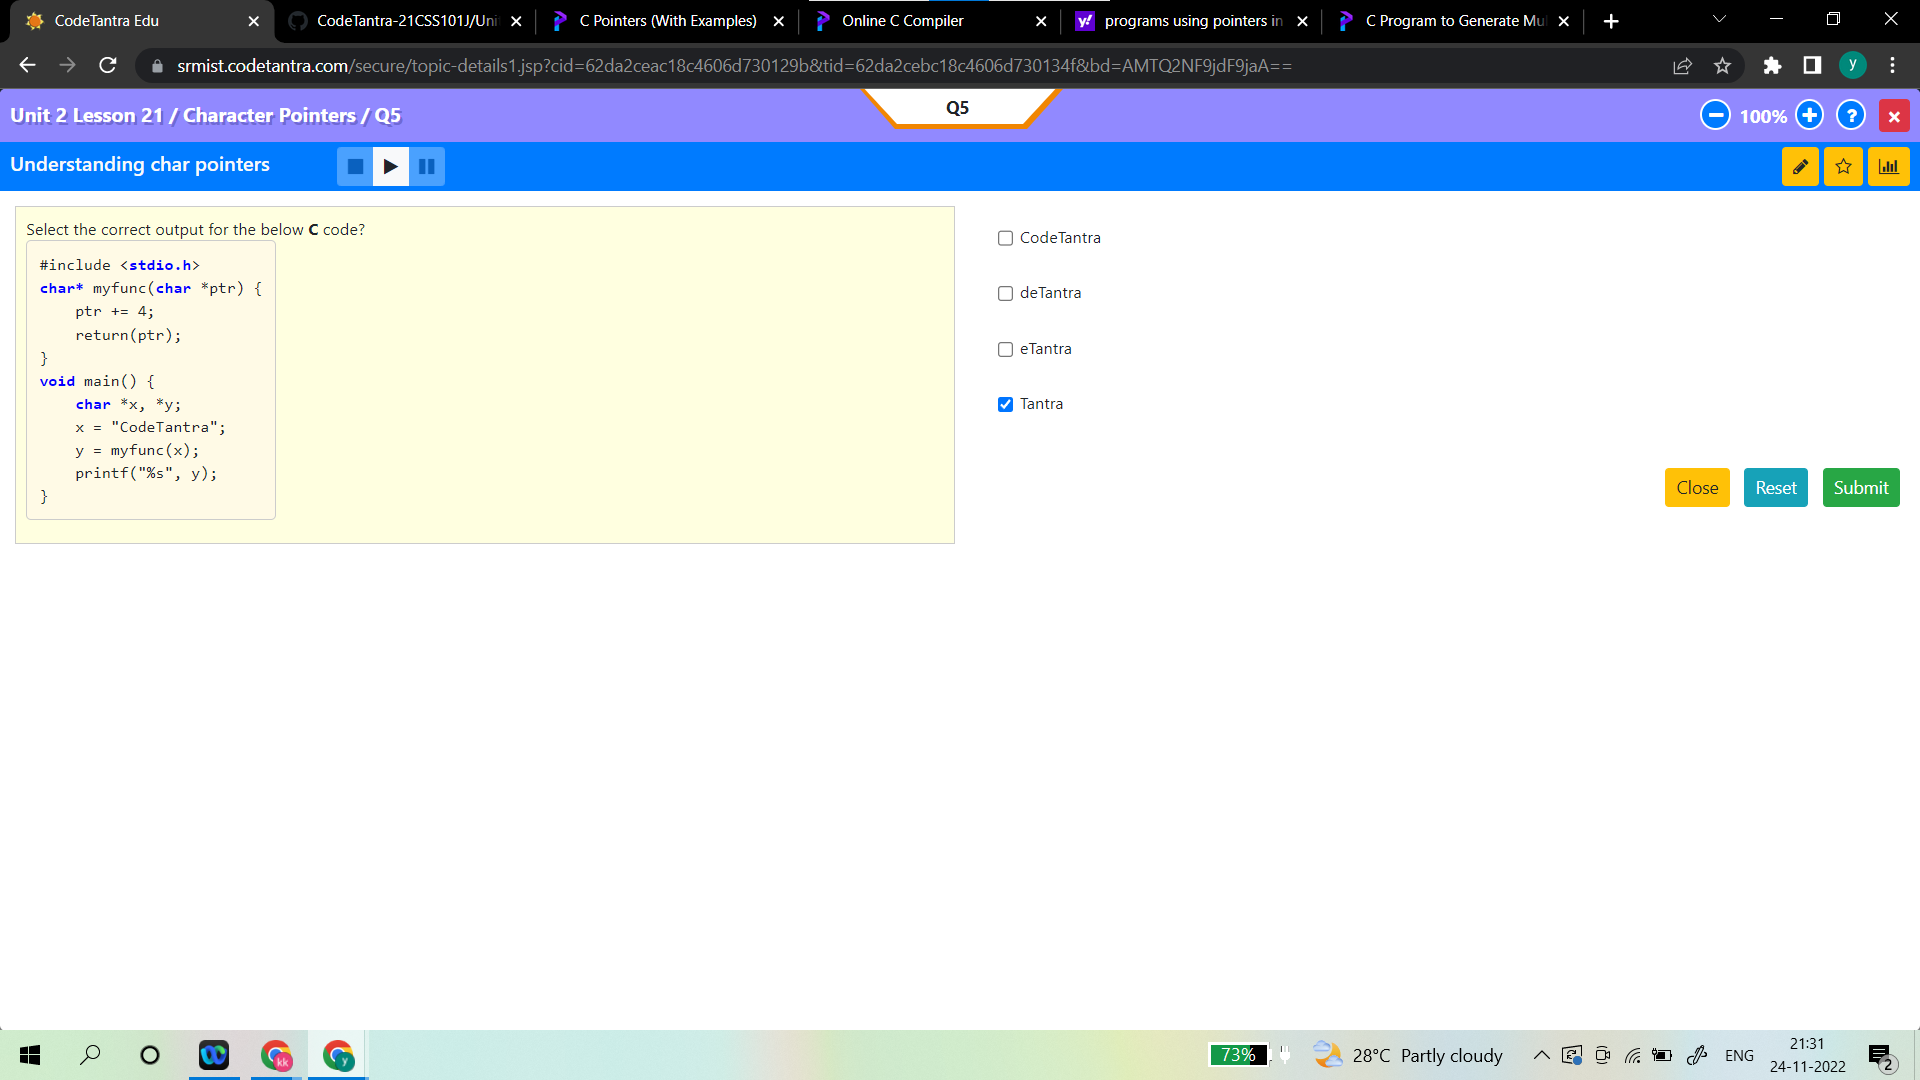 CodeTantra Edu
CodeTantra-21CSS101J/Uni
C Pointers (With Examples)
Online C Compiler
programs using pointers in
C Program to Generate Mul
srmist.codetantra.com/secure/topic-details1.jsp?cid=62da2ceac18c4606d730129b&tid=62da2cebc18c4606d730134f&bd=AMTQ2NF9jdF9jaA==
y
Unit 2 Lesson 21 / Character Pointers / Q5
Q5
100%
?
Understanding char pointers
Select the correct output for the below C code?
#include <stdio.h>
char* myfunc(char *ptr) {
ptr += 4;
return(ptr);
}
void main() {
char *x, *y;
x = "CodeTantra";
y = myfunc(x);
printf("%s", y);
}
CodeTantra
deTantra
eTantra
Tantra
Close
Reset
Submit
kk
y
73%
28°C Partly cloudy
ENG
21:31
24-11-2022
2